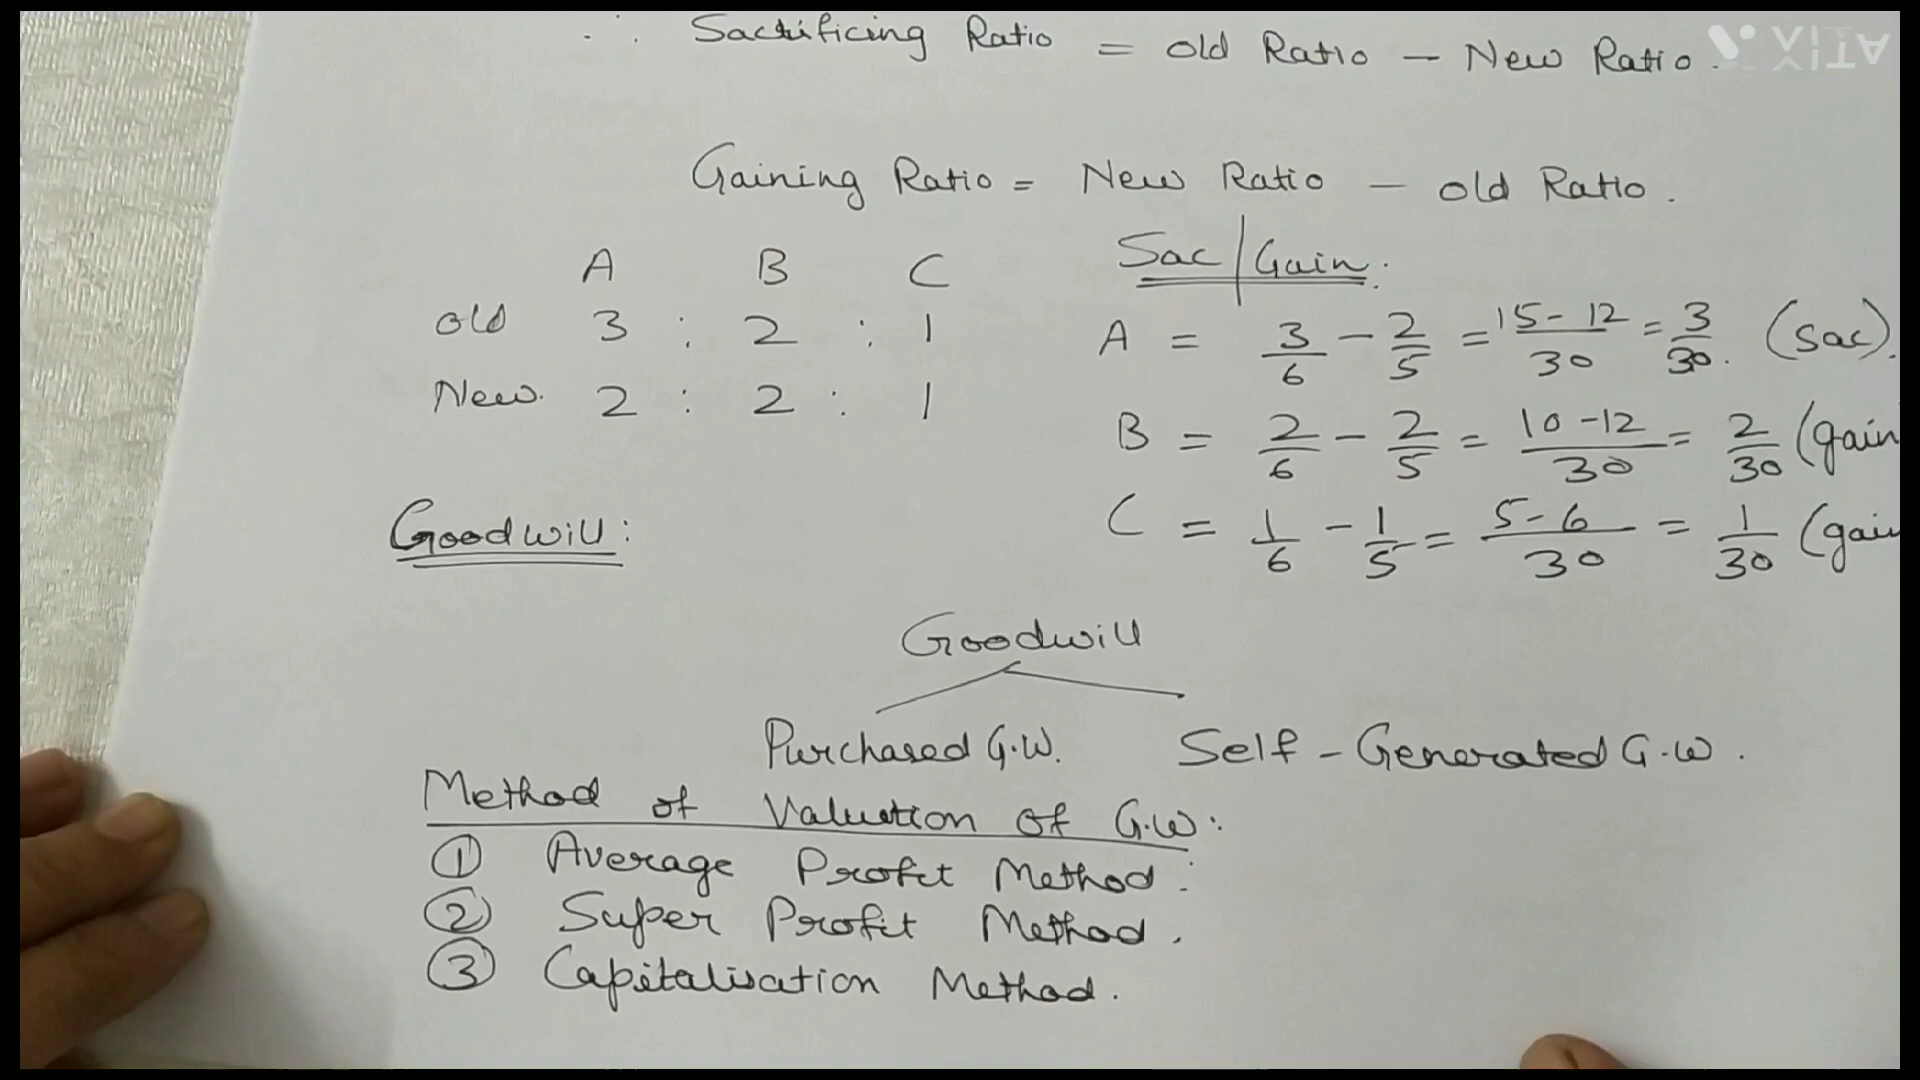 ∴ Sacrificing Ratio = old Ratio - New Ratio.
VITA
Gaining Ratio = New Ratio - old Ratio.
A B C
old 3 : 2 : 1
New. 2 : 2 : 1
Sac/Gain.
A = 3/6 - 2/5 = 15-12/30 = 3/30. (Sac).
B = 2/6 - 2/5 = 10-12/30 = 2/30 (gain
C = 1/6 - 1/5 = 5-6/30 = 1/30 (gain
Goodwill:
Goodwill
Purchased G.W. Self-Generated G.W.
Method of Valuation of G.W:
① Average Profit Method.
② Super Profit Method.
③ Capitalisation Method.